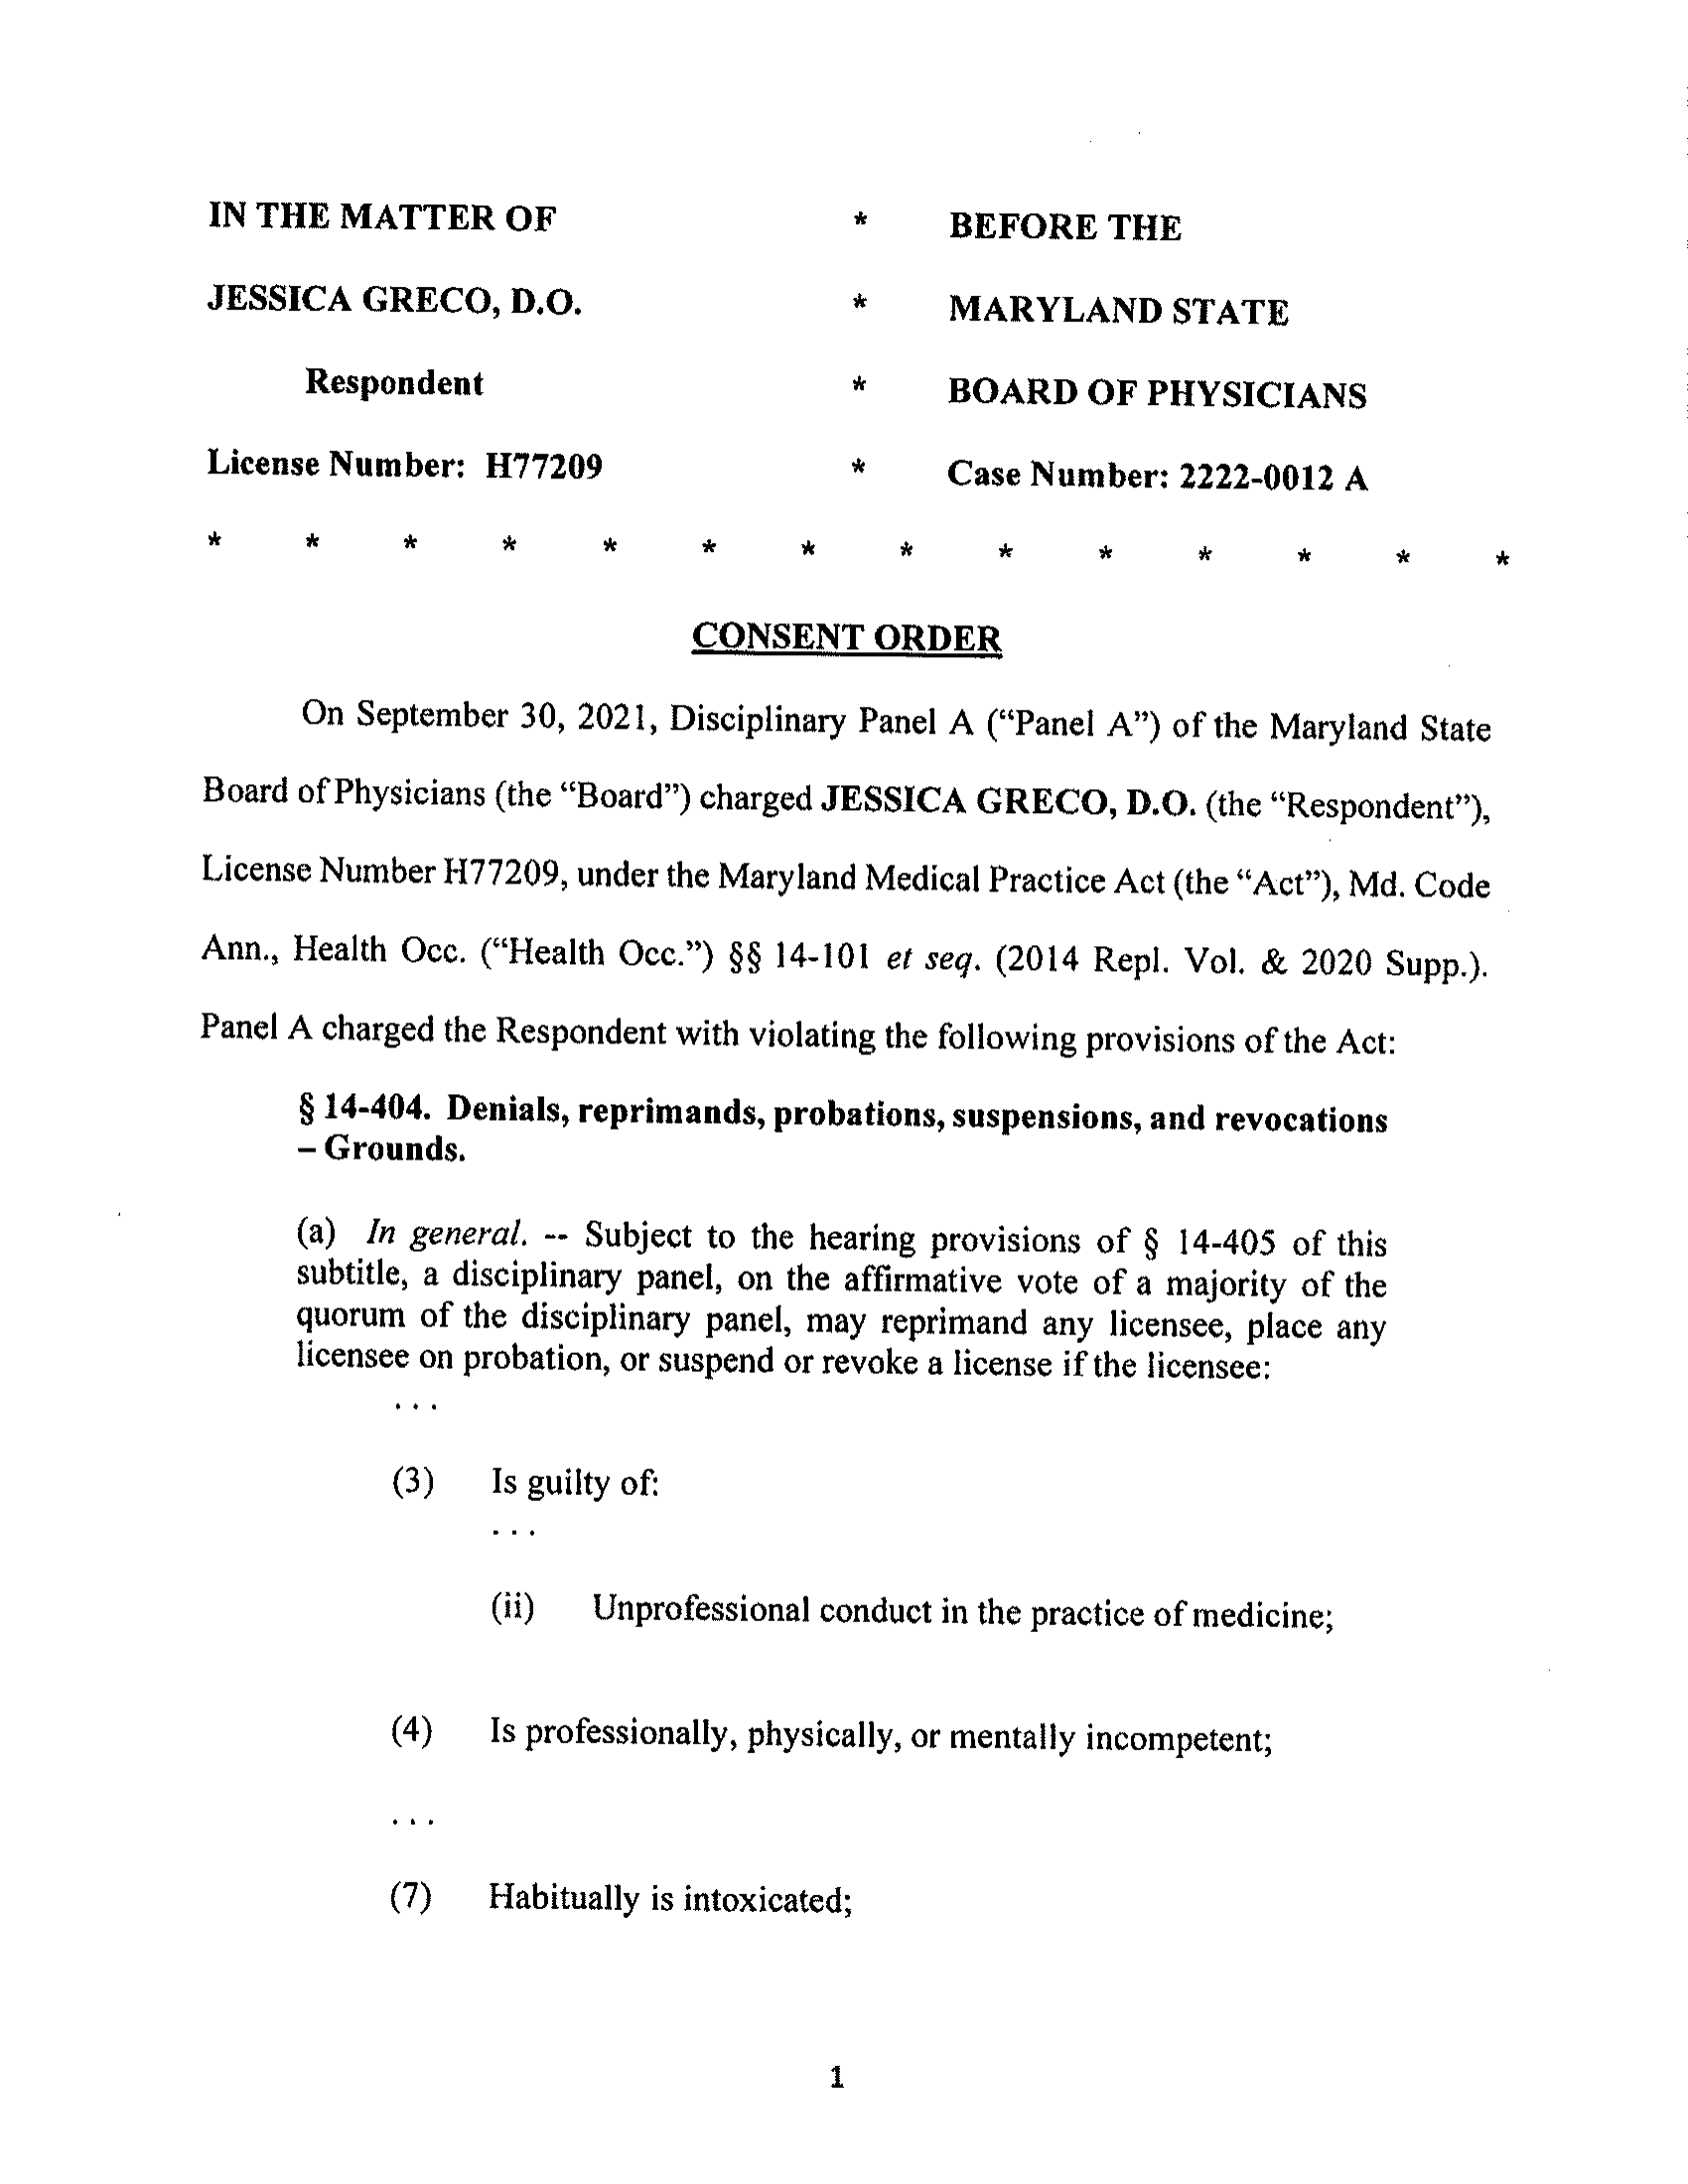 IN THE MATTER OF * BEFORE THE
JESSICA GRECO, D.O. * MARYLAND STATE
Respondent * BOARD OF PHYSICIANS
License Number: H77209 * Case Number: 2222-0012 A
* * * * * * * * * * * * * *
CONSENT ORDER
On September 30, 2021, Disciplinary Panel A (“Panel A”) of the Maryland State
Board of Physicians (the “Board”) charged JESSICA GRECO, D.O. (the “Respondent”),
License Number H77209, under the Maryland Medical Practice Act (the “Act”), Md. Code
Ann., Health Occ. (“Health Occ.”) §§ 14-101 et seq. (2014 Repl. Vol. & 2020 Supp.).
Panel A charged the Respondent with violating the following provisions of the Act:
§ 14-404. Denials, reprimands, probations, suspensions, and revocations
– Grounds.
(a) In general. -- Subject to the hearing provisions of § 14-405 of this
subtitle, a disciplinary panel, on the affirmative vote of a majority of the
quorum of the disciplinary panel, may reprimand any licensee, place any
licensee on probation, or suspend or revoke a license if the licensee:
. . .
(3) Is guilty of:
. . .
(ii) Unprofessional conduct in the practice of medicine;
(4) Is professionally, physically, or mentally incompetent;
. . .
(7) Habitually is intoxicated;
1